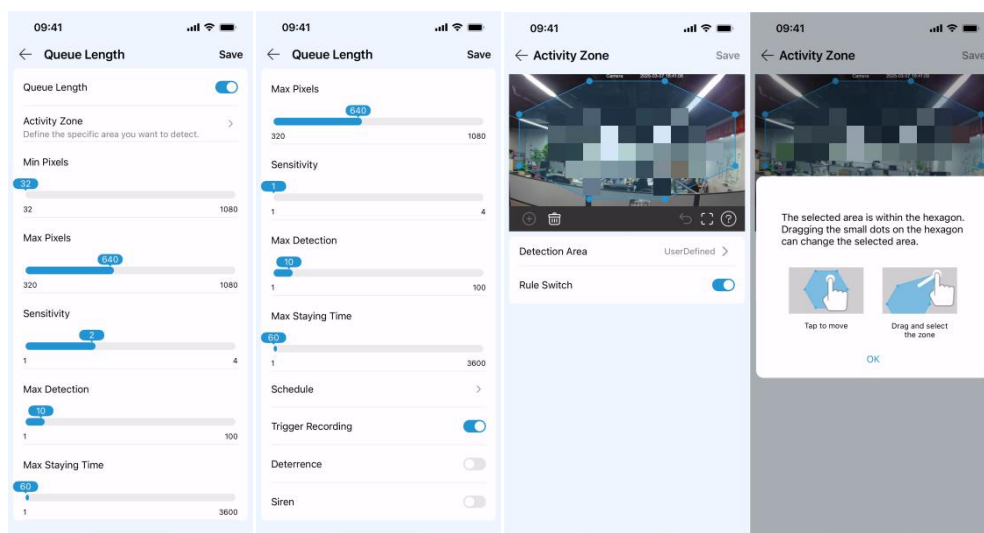 09:41
Queue Length
Save
Queue Length
Activity Zone
Define the specific area you want to detect.
Min Pixels
32
32 1080
Max Pixels
640
320 1080
Sensitivity
2
1 4
Max Detection
10
1 100
Max Staying Time
60
1 3600
09:41
Queue Length
Save
Max Pixels
640
320 1080
Sensitivity
1
1 4
Max Detection
10
1 100
Max Staying Time
60
1 3600
Schedule
Trigger Recording
Deterrence
Siren
09:41
Activity Zone
Save
Camera
Detection Area
UserDefined
Rule Switch
09:41
Activity Zone
Save
Camera
The selected area is within the hexagon.
Dragging the small dots on the hexagon
can change the selected area.
Tap to move
Drag and select
the zone
OK